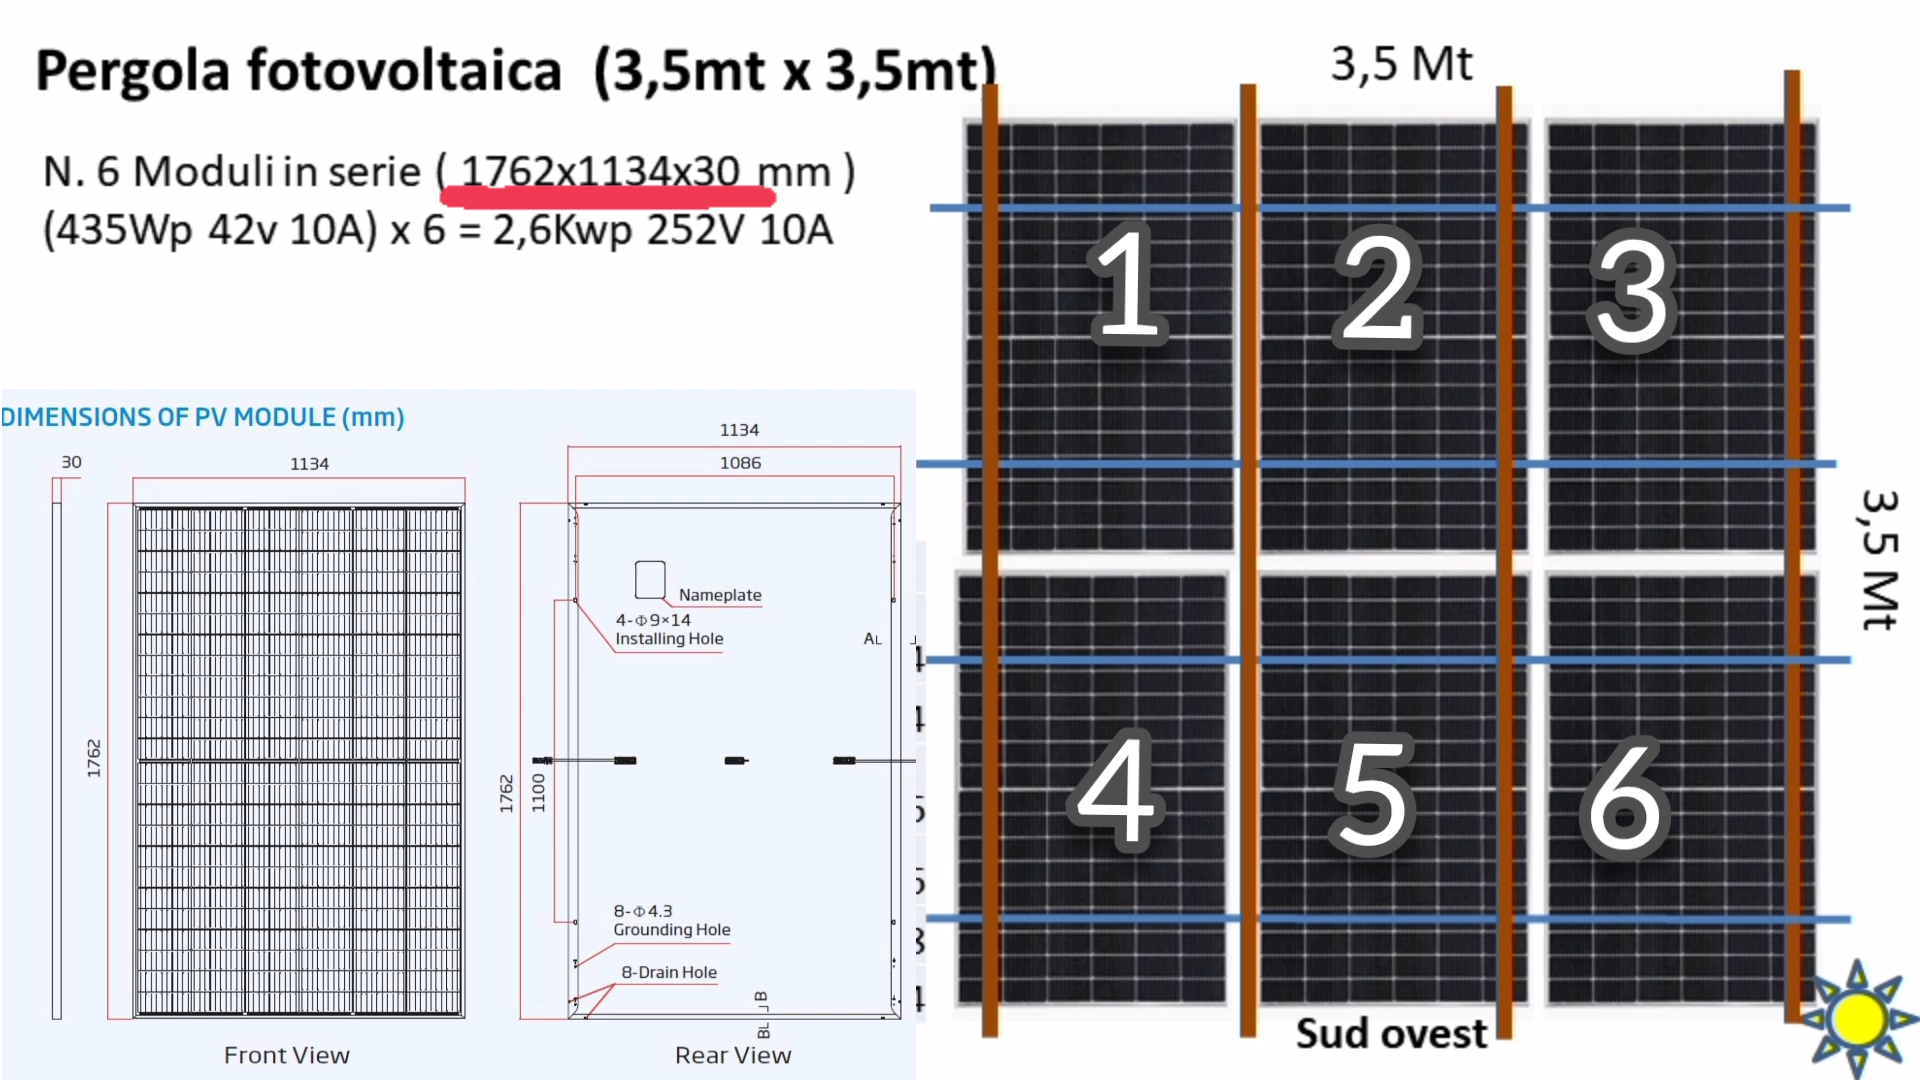 Pergola fotovoltaica (3,5mt x 3,5mt)
N. 6 Moduli in serie ( 1762x1134x30 mm )
(435Wp 42v 10A) x 6 = 2,6Kwp 252V 10A
DIMENSIONS OF PV MODULE (mm)
30
1134
1762
Front View
1134
1086
1762
1100
Nameplate
4-Φ9×14
Installing Hole
A
8-Φ4.3
Grounding Hole
8-Drain Hole
B
B
Rear View
3,5 Mt
1
2
3
4
5
6
3,5 Mt
Sud ovest